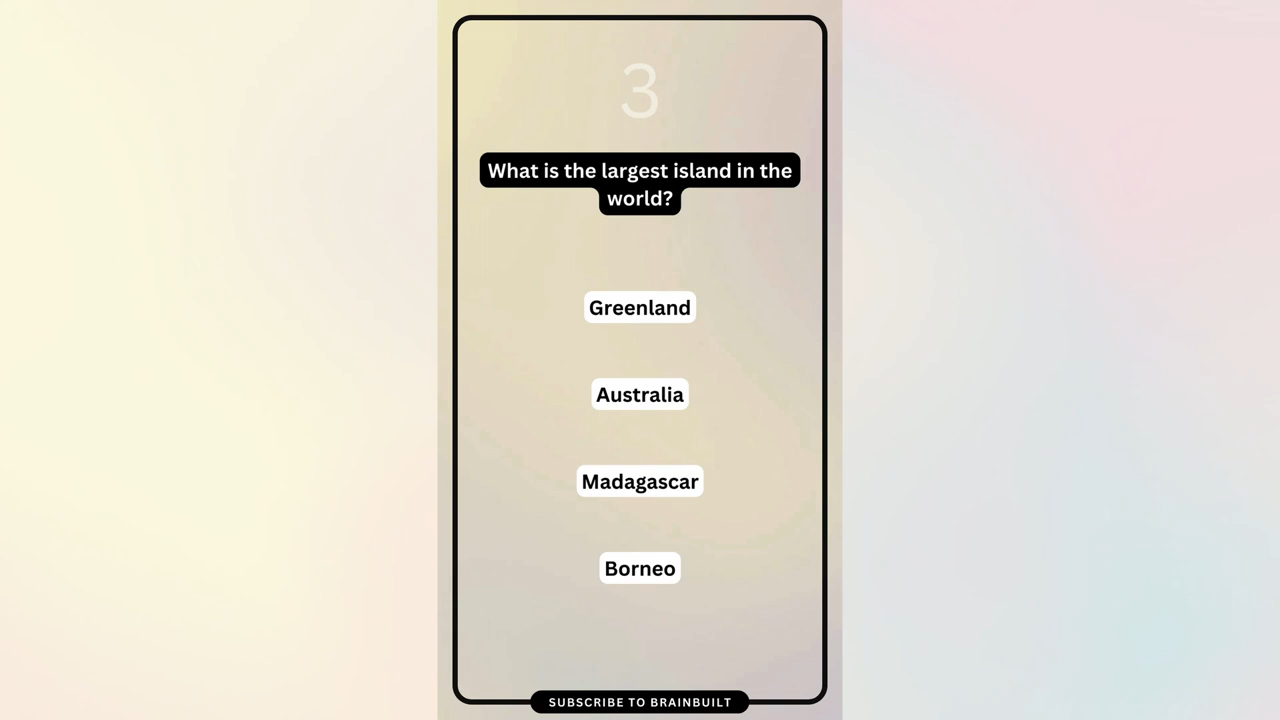 3
What is the largest island in the
world?
Greenland
Australia
Madagascar
Borneo
SUBSCRIBE TO BRAINBUILT